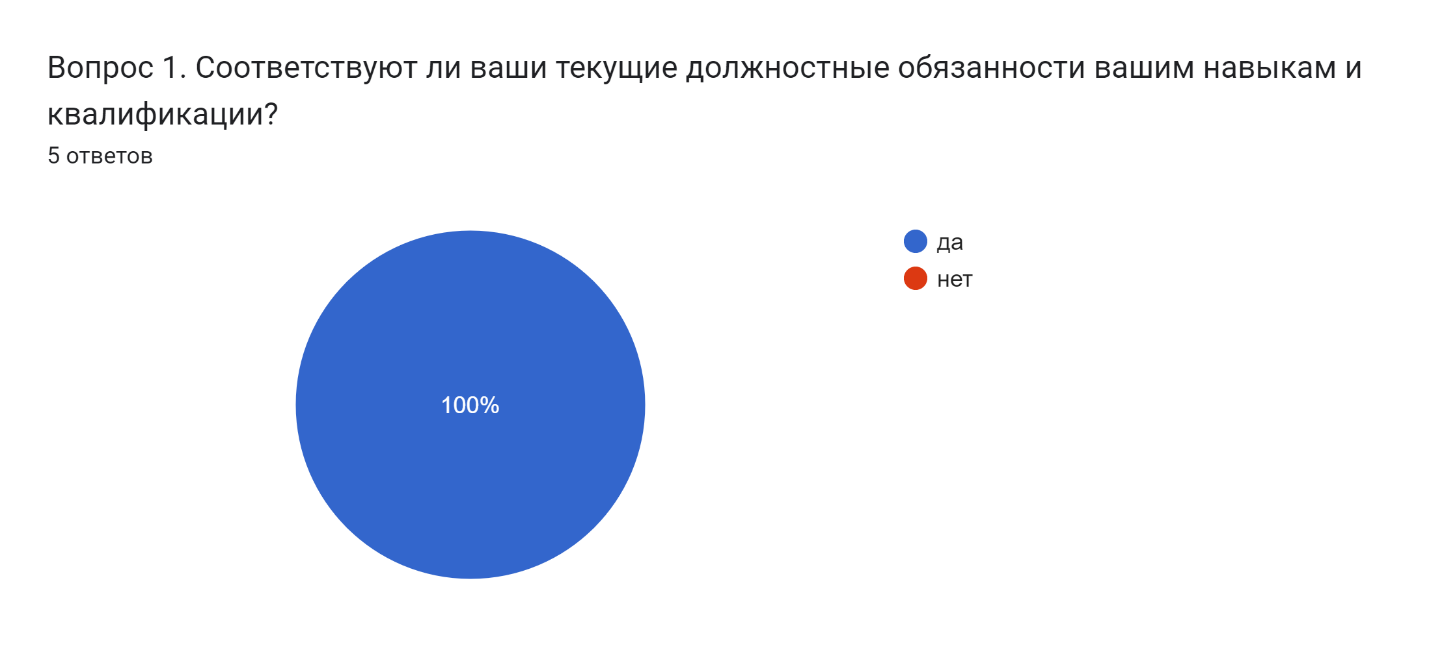 Вопрос 1. Соответствуют ли ваши текущие должностные обязанности вашим навыкам и
квалификации?
5 ответов
да
нет
100%